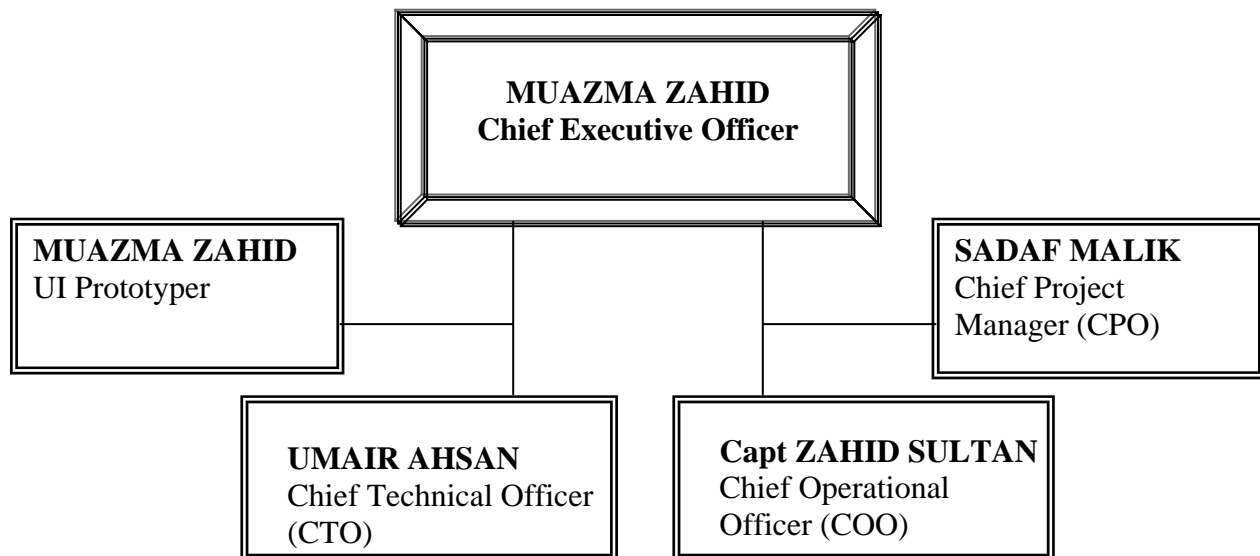 MUAZMA ZAHID
Chief Executive Officer
MUAZMA ZAHID
UI Prototyper
SADAF MALIK
Chief Project
Manager (CPO)
UMAIR AHSAN
Chief Technical Officer
(CTO)
Capt ZAHID SULTAN
Chief Operational
Officer (COO)